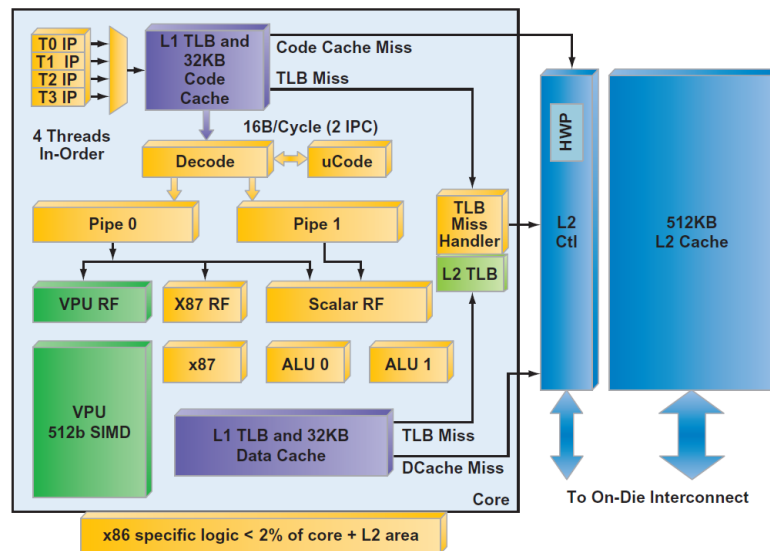 T0 IP
T1 IP
T2 IP
T3 IP
4 Threads
In-Order
L1 TLB and
32KB
Code
Cache
Code Cache Miss
TLB Miss
16B/Cycle (2 IPC)
Decode
uCode
Pipe 0
Pipe 1
TLB
Miss
Handler
L2 TLB
VPU RF
X87 RF
Scalar RF
x87
ALU 0
ALU 1
VPU
512b SIMD
L1 TLB and 32KB
Data Cache
TLB Miss
DCache Miss
Core
HWP
L2
Ctl
512KB
L2 Cache
To On-Die Interconnect
x86 specific logic < 2% of core + L2 area